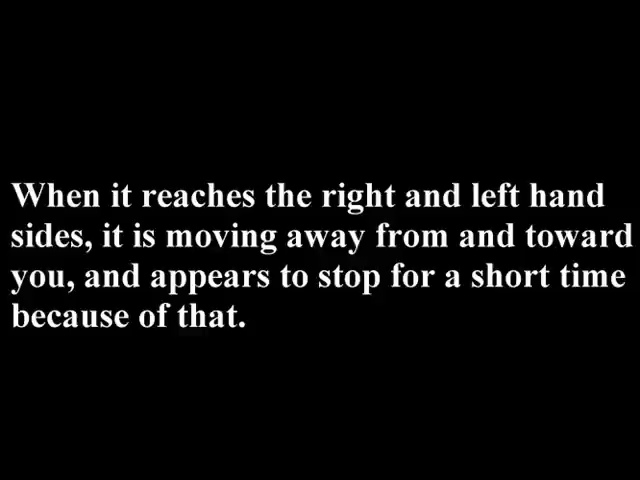 When it reaches the right and left hand
sides, it is moving away from and toward
you, and appears to stop for a short time
because of that.